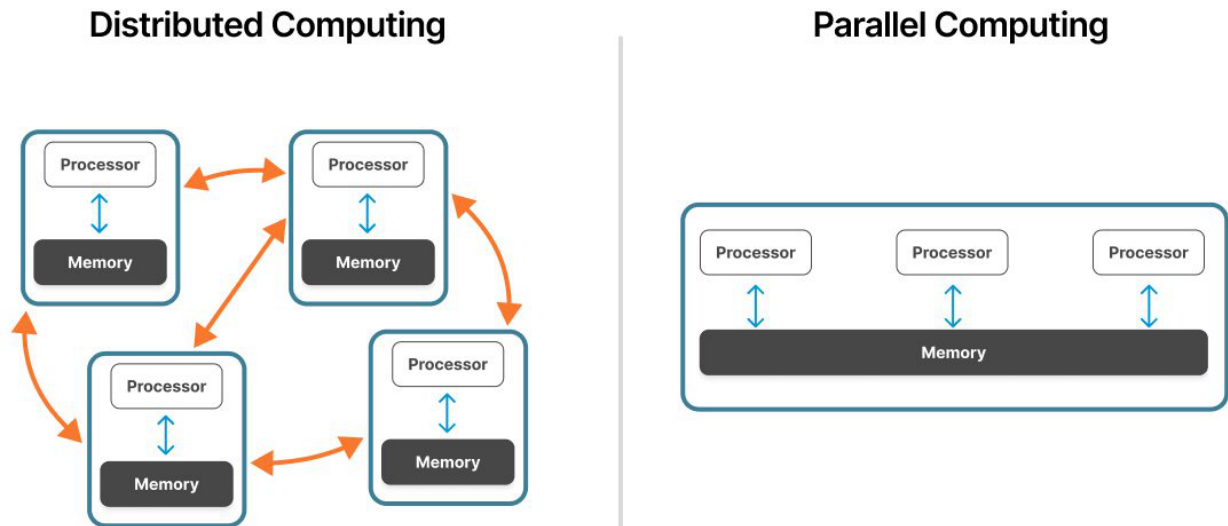 Distributed Computing
Processor
Memory
Processor
Memory
Processor
Memory
Processor
Memory
Parallel Computing
Processor
Processor
Processor
Memory